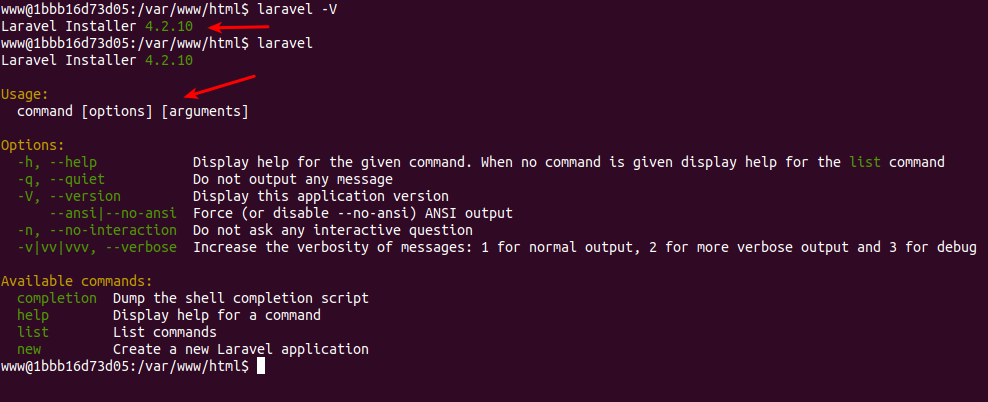 www@1bbb16d73d05:/var/www/html$ laravel -V
Laravel Installer 4.2.10
www@1bbb16d73d05:/var/www/html$ laravel
Laravel Installer 4.2.10
Usage:
  command [options] [arguments]
Options:
  -h, --help            Display help for the given command. When no command is given display help for the list command
  -q, --quiet           Do not output any message
  -V, --version         Display this application version
      --ansi|--no-ansi  Force (or disable --no-ansi) ANSI output
  -n, --no-interaction  Do not ask any interactive question
  -v|vv|vvv, --verbose  Increase the verbosity of messages: 1 for normal output, 2 for more verbose output and 3 for debug
Available commands:
  completion  Dump the shell completion script
  help        Display help for a command
  list        List commands
  new         Create a new Laravel application
www@1bbb16d73d05:/var/www/html$